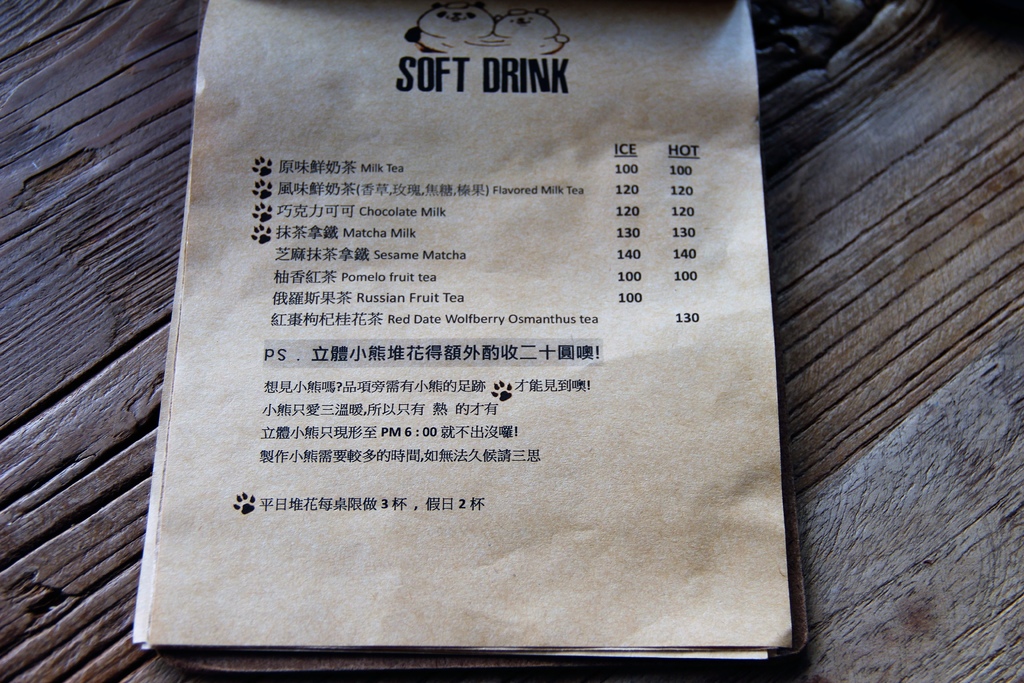 SOFT DRINK
ICE HOT
原味鮮奶茶 Milk Tea 100 100
風味鮮奶茶(香草,玫瑰,焦糖,榛果) Flavored Milk Tea 120 120
巧克力可可 Chocolate Milk 120 120
抹茶拿鐵 Matcha Milk 130 130
芝麻抹茶拿鐵 Sesame Matcha 140 140
柚香紅茶 Pomelo fruit tea 100 100
俄羅斯果茶 Russian Fruit Tea 100
紅棗枸杞桂花茶 Red Date Wolfberry Osmanthus tea 130
PS . 立體小熊堆花得額外酌收二十圓噢!
想見小熊嗎?品項旁需有小熊的足跡 才能見到噢!
小熊只愛三溫暖,所以只有 熱 的才有
立體小熊只現形至 PM 6 : 00 就不出沒囉!
製作小熊需要較多的時間,如無法久候請三思
平日堆花每桌限做 3 杯 , 假日 2 杯